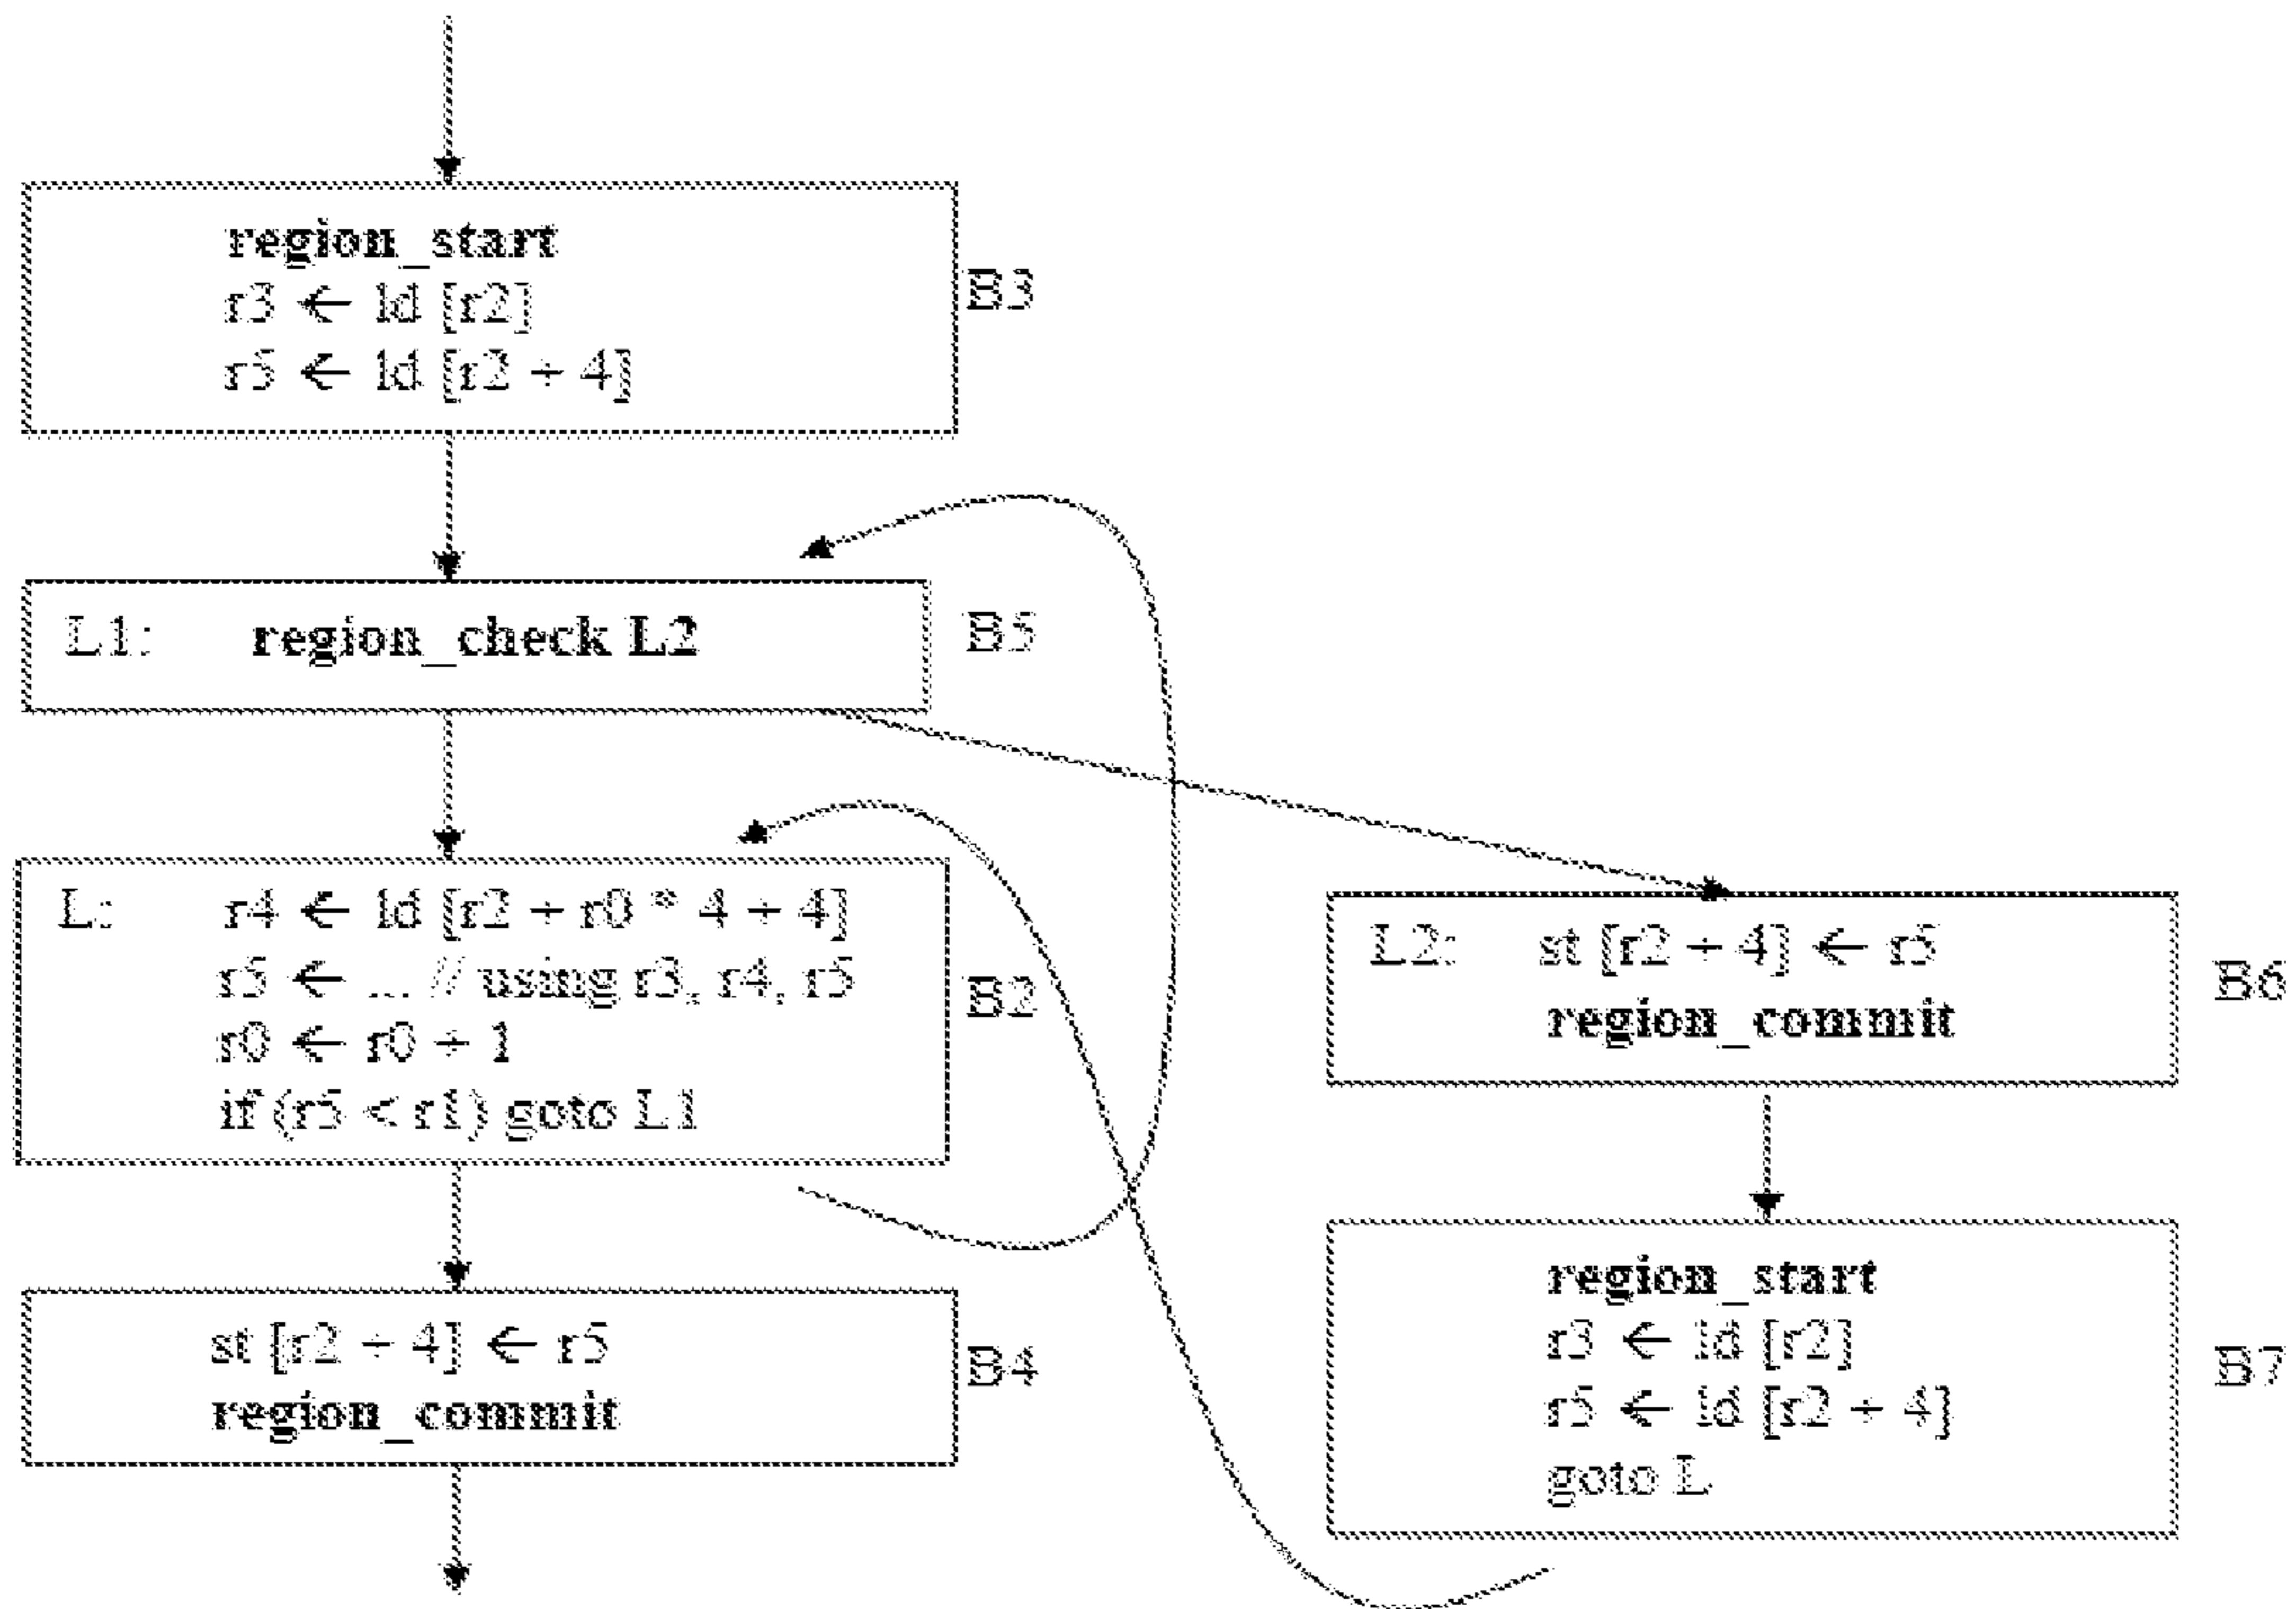 region_start
r3 ← ld [r2]
r5 ← ld [r2 + 4]
B3
L1: region_check L2
B5
L: r4 ← ld [r2 + r0 * 4 + 4]
r5 ← ... // using r3, r4, r5
r0 ← r0 + 1
if (r5 < r1) goto L1
B2
L2: st [r2 + 4] ← r5
region_commit
B6
st [r2 + 4] ← r5
region_commit
B4
region_start
r3 ← ld [r2]
r5 ← ld [r2 + 4]
goto L
B7